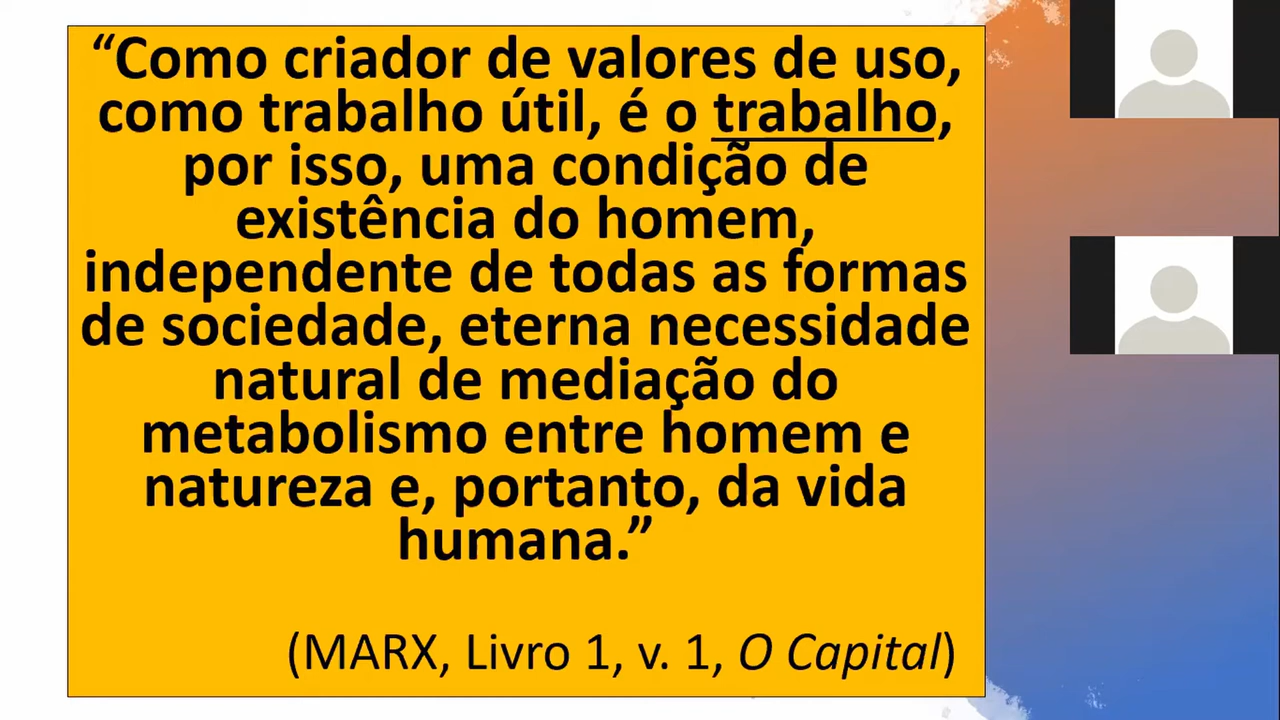 “Como criador de valores de uso,
como trabalho útil, é o trabalho,
por isso, uma condição de
existência do homem,
independente de todas as formas
de sociedade, eterna necessidade
natural de mediação do
metabolismo entre homem e
natureza e, portanto, da vida
humana.”
(MARX, Livro 1, v. 1, O Capital)